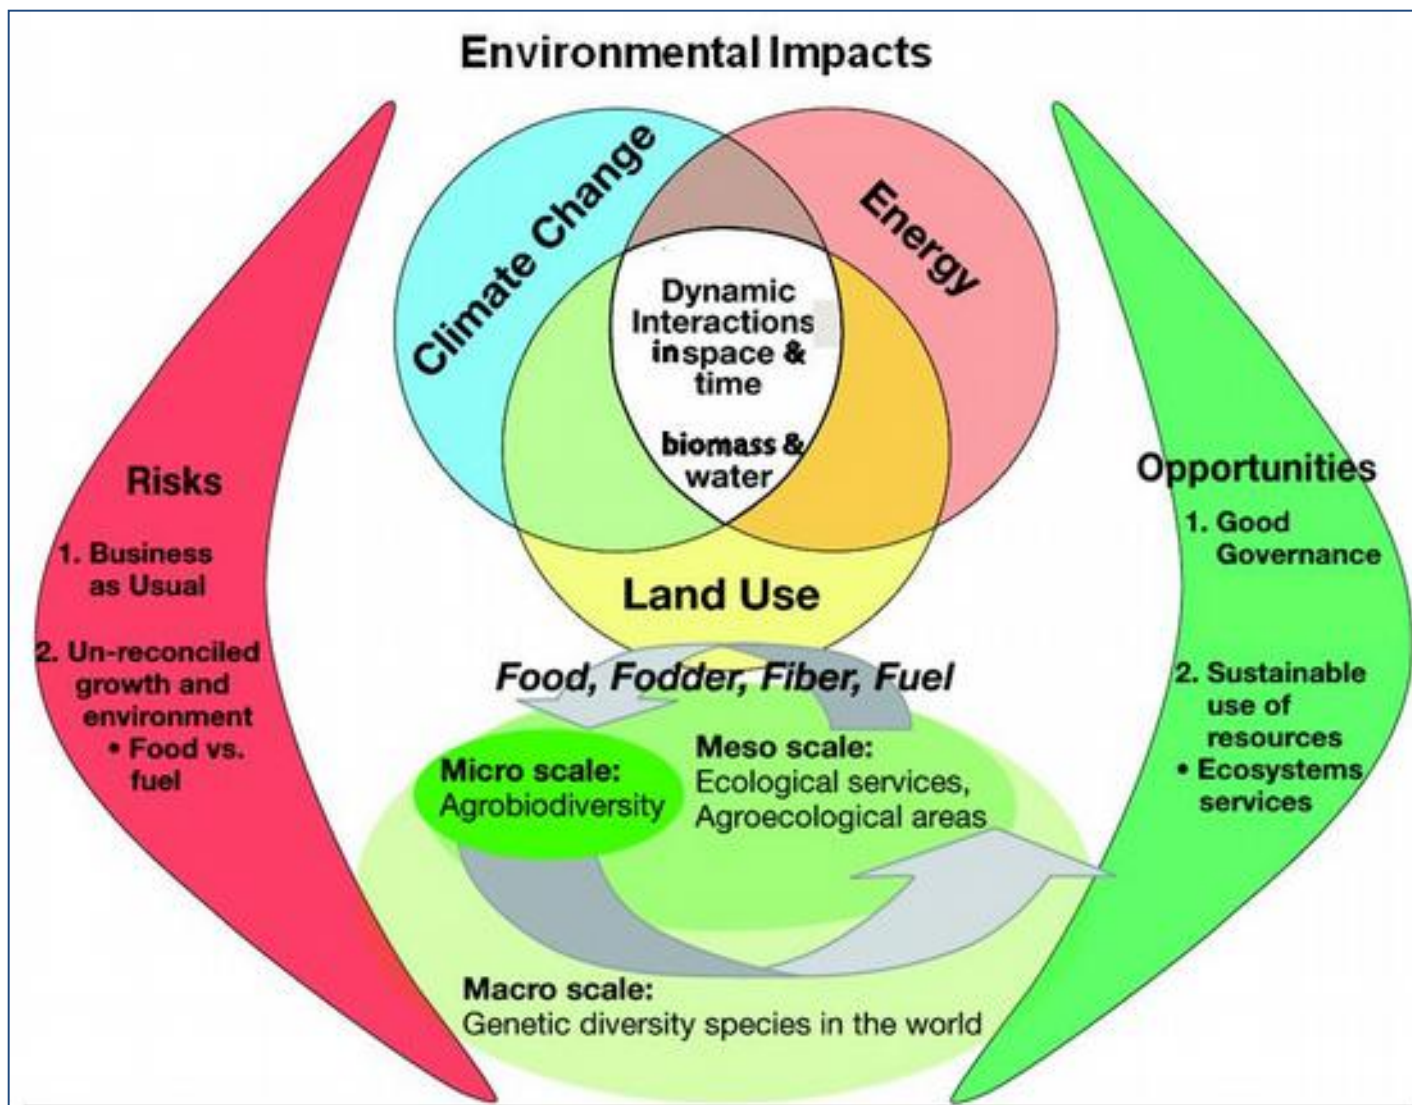 Environmental Impacts
Climate Change
Energy
Dynamic
Interactions
in space &
time
biomass &
water
Land Use
Risks
1. Business
as Usual
2. Un-reconciled
growth and
environment
• Food vs.
fuel
Opportunities
1. Good
Governance
2. Sustainable
use of
resources
• Ecosystems
services
Food, Fodder, Fiber, Fuel
Micro scale:
Agrobiodiversity
Meso scale:
Ecological services,
Agroecological areas
Macro scale:
Genetic diversity species in the world